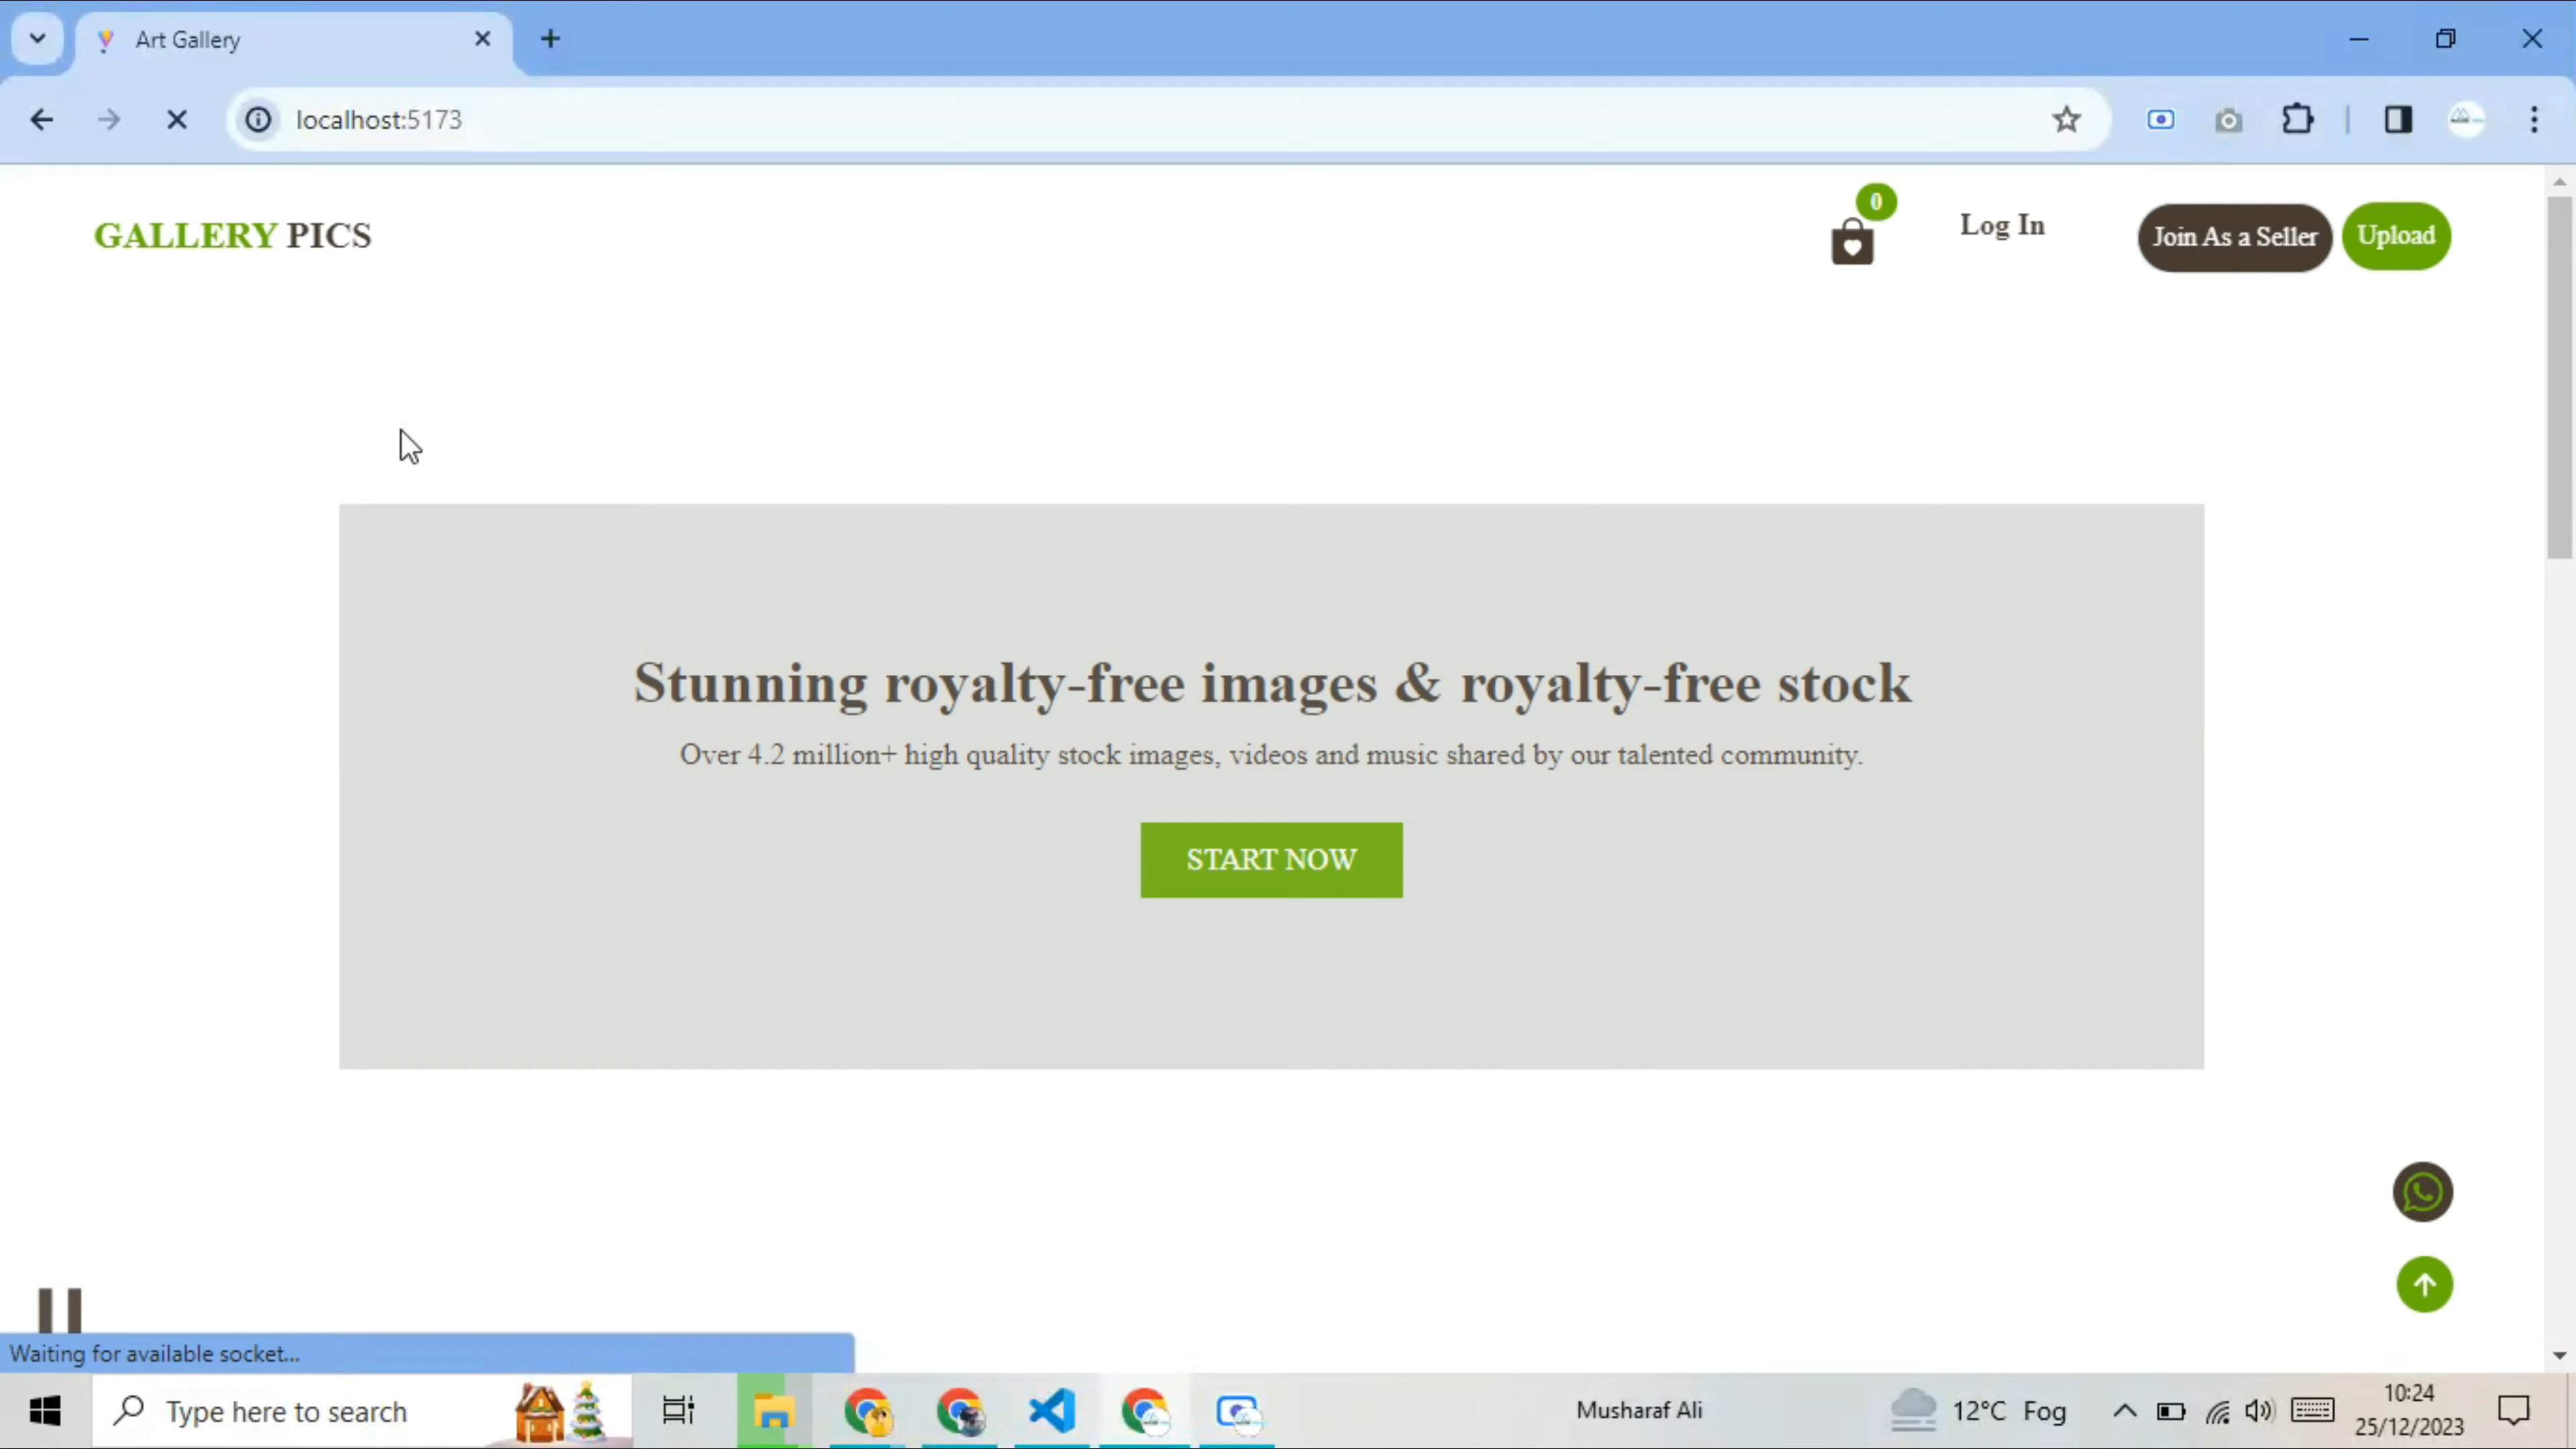 Art Gallery
localhost:5173
GALLERY PICS
0
Log In
Join As a Seller
Upload
Stunning royalty-free images & royalty-free stock
Over 4.2 million+ high quality stock images, videos and music shared by our talented community.
START NOW
Waiting for available socket...
Type here to search
Musharaf Ali
12°C Fog
10:24
25/12/2023